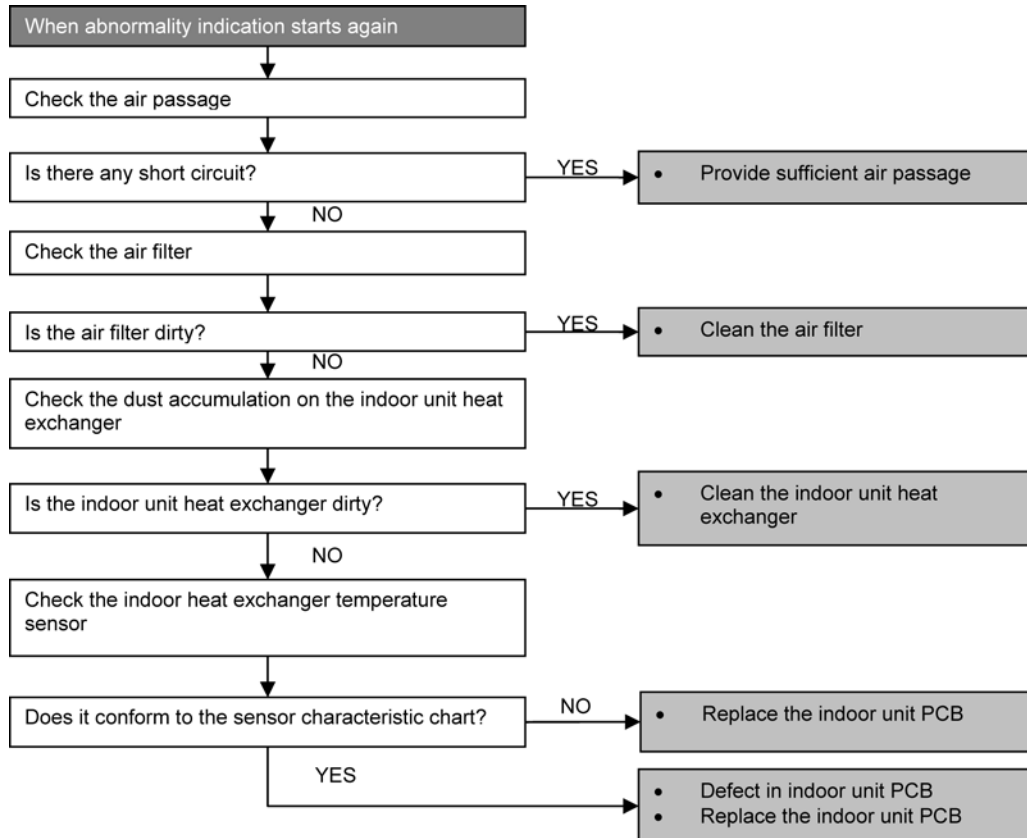 When abnormality indication starts again
Check the air passage
Is there any short circuit?
YES
• Provide sufficient air passage
NO
Check the air filter
Is the air filter dirty?
YES
• Clean the air filter
NO
Check the dust accumulation on the indoor unit heat
exchanger
Is the indoor unit heat exchanger dirty?
YES
• Clean the indoor unit heat
exchanger
NO
Check the indoor heat exchanger temperature
sensor
Does it conform to the sensor characteristic chart?
NO
• Replace the indoor unit PCB
YES
• Defect in indoor unit PCB
• Replace the indoor unit PCB